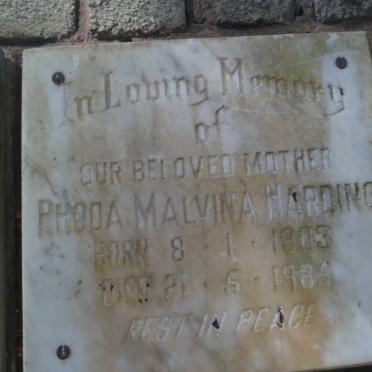 In Loving Memory
of
OUR BELOVED MOTHER
RHODA MALVINA HARDING
BORN 8 . 1 . 1903
DIED 21 . 5 . 1984
REST IN PEACE